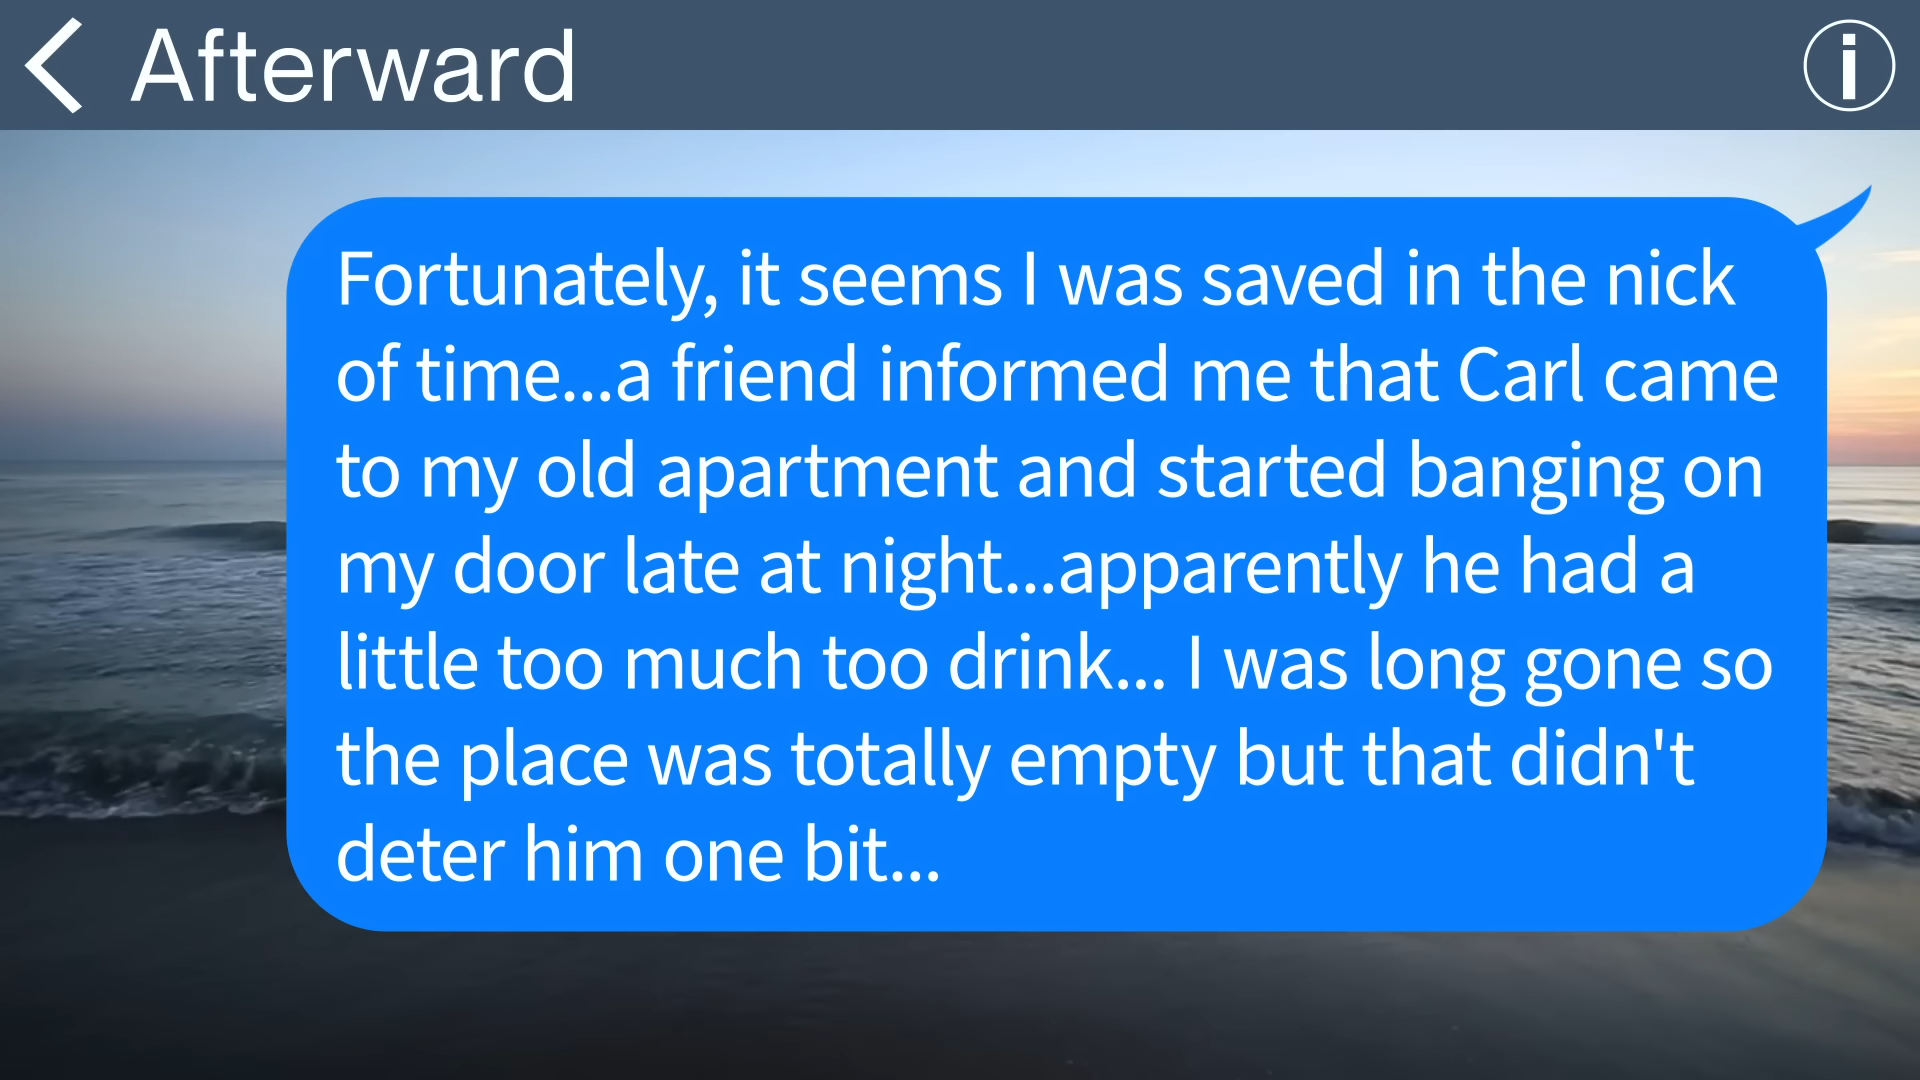 Afterward
Fortunately, it seems I was saved in the nick
of time...a friend informed me that Carl came
to my old apartment and started banging on
my door late at night...apparently he had a
little too much too drink... I was long gone so
the place was totally empty but that didn't
deter him one bit...